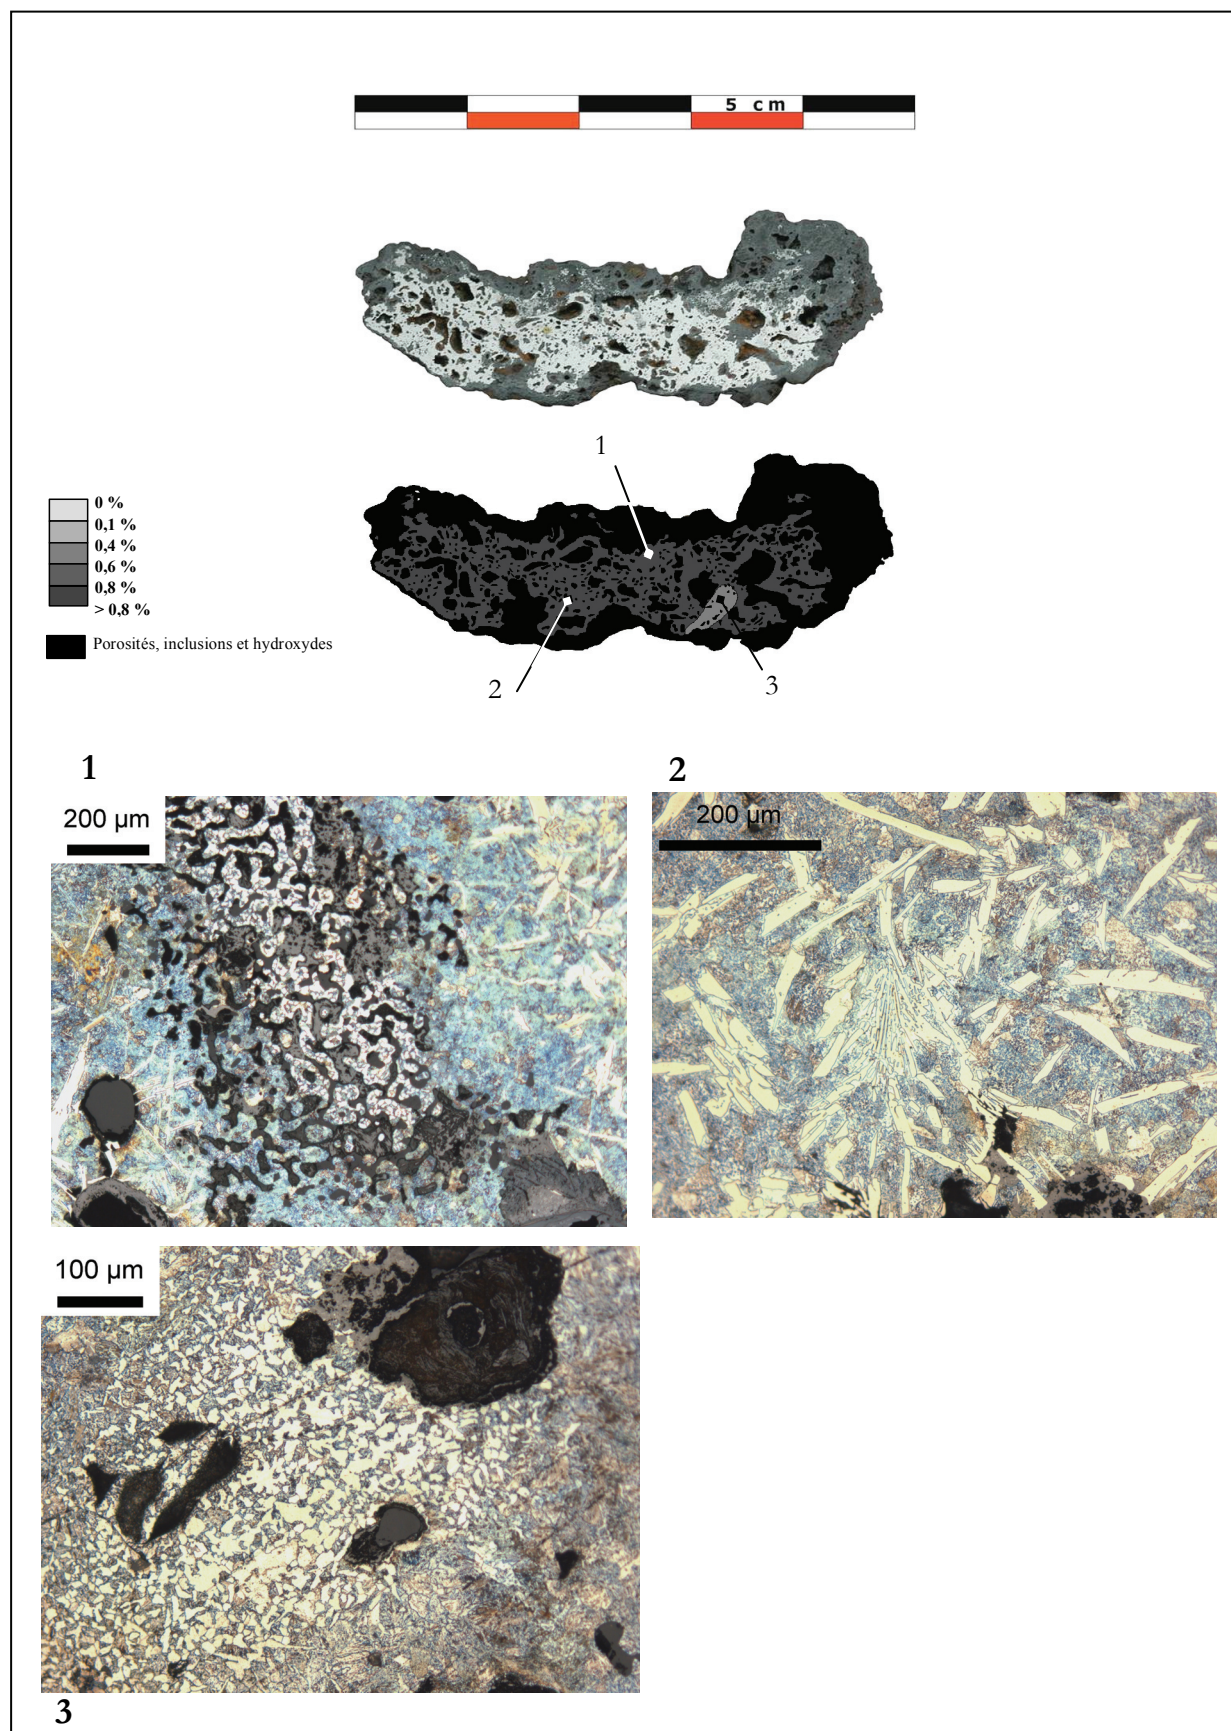 5 cm
1
0 %
0,1 %
0,4 %
0,6 %
0,8 %
> 0,8 %
Porosités, inclusions et hydroxydes
2
3
1
2
200 µm
200 µm
100 µm
3